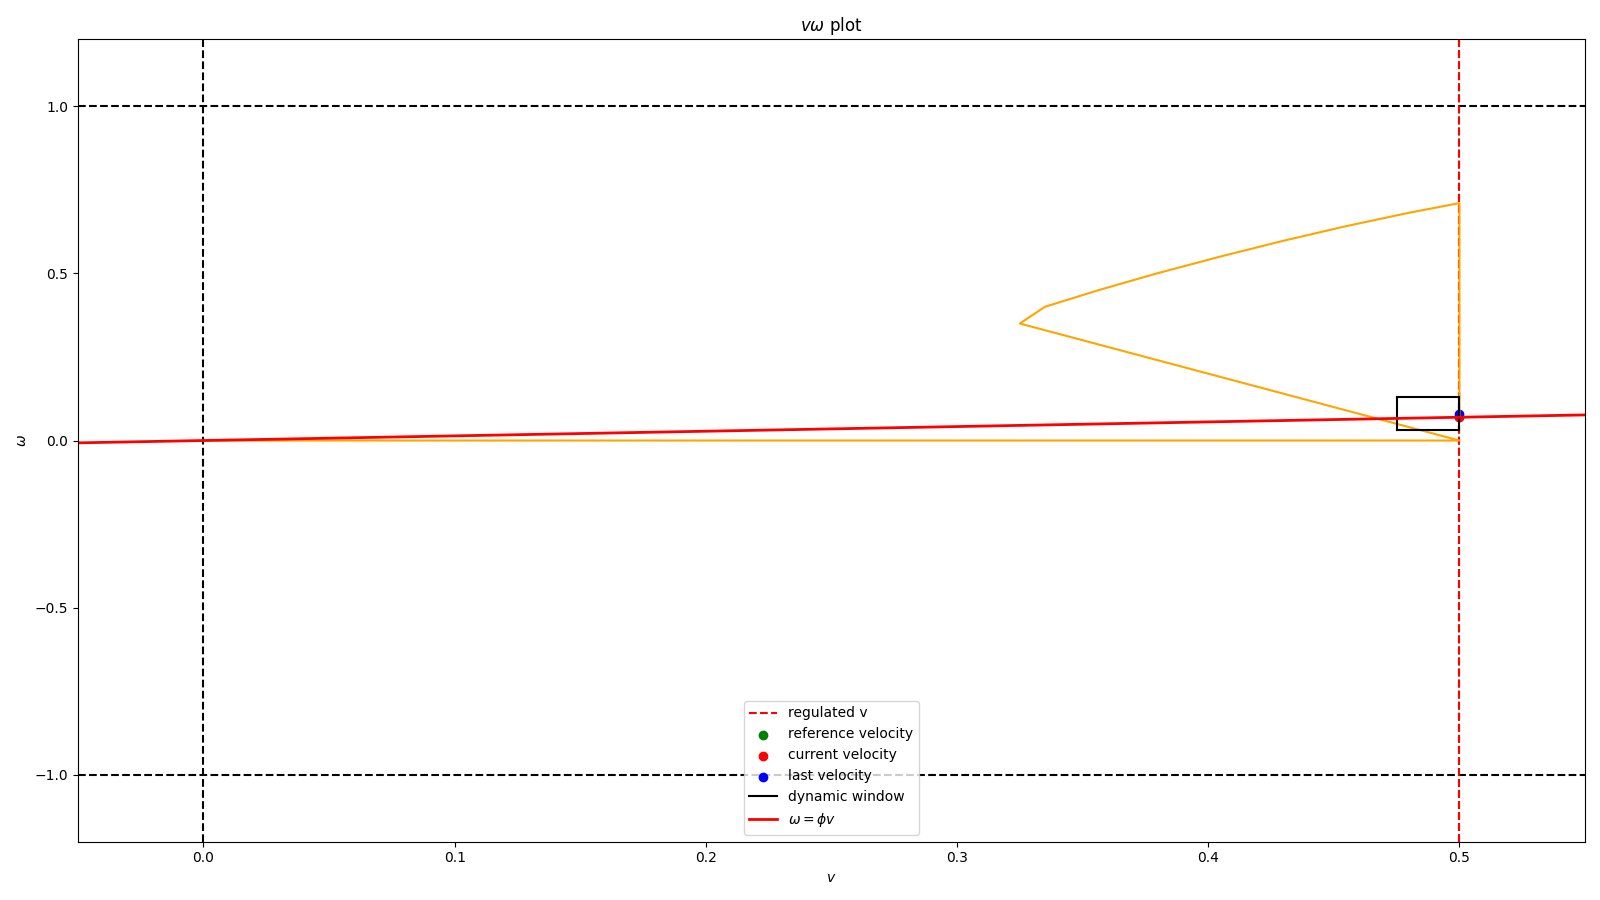 vω plot
1.0
0.5
0.0
−0.5
−1.0
ω
0.0 0.1 0.2 0.3 0.4 0.5
v
regulated v
reference velocity
current velocity
last velocity
dynamic window
ω = ϕv